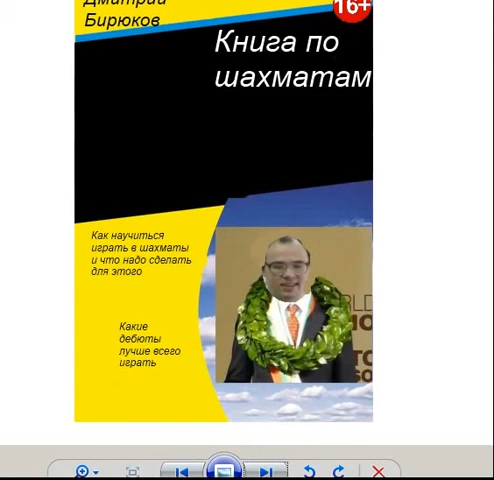 Дмитрий
Бирюков
16+
Книга по
шахматам
Как научиться
играть в шахматы
и что надо сделать
для этого
Какие
дебюты
лучше всего
играть